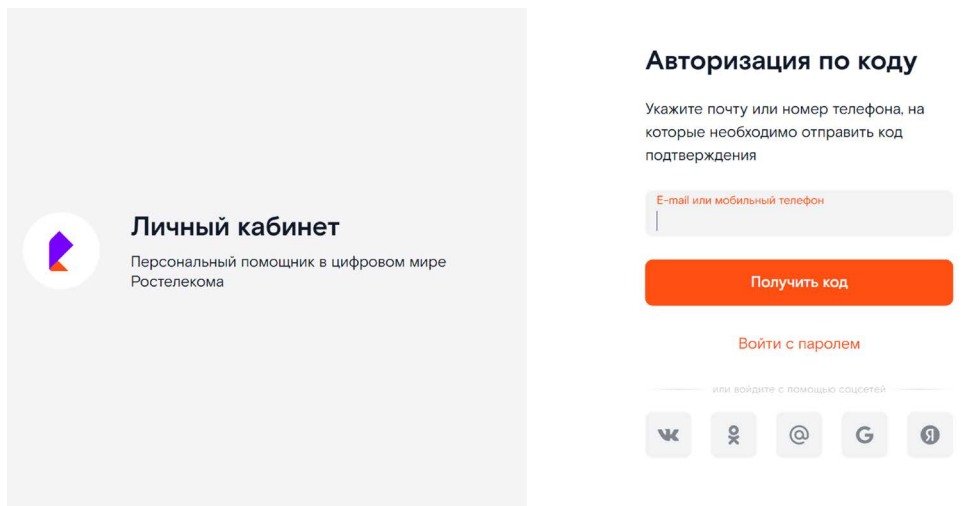 Личный кабинет
Персональный помощник в цифровом мире
Ростелекома
Авторизация по коду
Укажите почту или номер телефона, на
которые необходимо отправить код
подтверждения
E-mail или мобильный телефон
Получить код
Войти с паролем
или войдите с помощью соцсетей